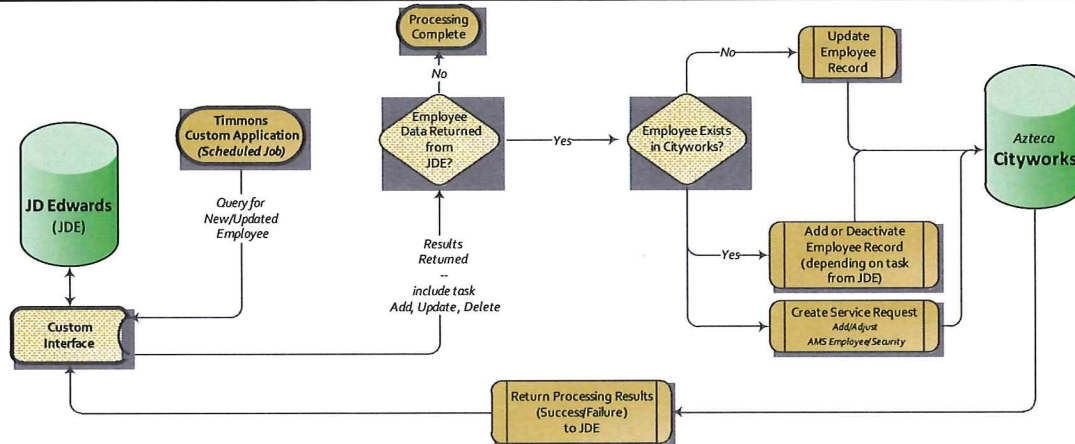 Processing
Complete
No
Employee
Data Returned
from
JDE?
Yes
Employee Exists
in Cityworks?
No
Update
Employee
Record
Azteca
Cityworks
Timmons
Custom Application
(Scheduled Job)
JD Edwards
(JDE)
Query for
New/Updated
Employee
Results
Returned
--
include task
Add, Update, Delete
Yes
Add or Deactivate
Employee Record
(depending on task
from JDE)
Custom
Interface
Create Service Request
Add/Adjust
AMS Employee/Security
Return Processing Results
(Success/Failure)
to JDE